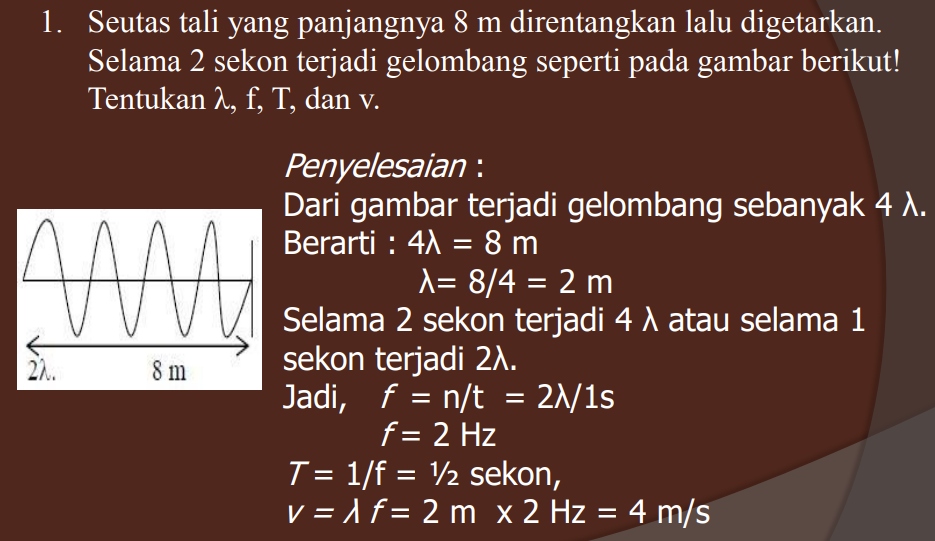 1. Seutas tali yang panjangnya 8 m direntangkan lalu digetarkan.
Selama 2 sekon terjadi gelombang seperti pada gambar berikut!
Tentukan λ, f, T, dan v.
Penyelesaian :
Dari gambar terjadi gelombang sebanyak 4 λ.
Berarti : 4λ = 8 m
λ= 8/4 = 2 m
Selama 2 sekon terjadi 4 λ atau selama 1
sekon terjadi 2λ.
Jadi, f = n/t = 2λ/1s
f = 2 Hz
T = 1/f = ½ sekon,
v = λ f = 2 m x 2 Hz = 4 m/s
2λ. 8 m